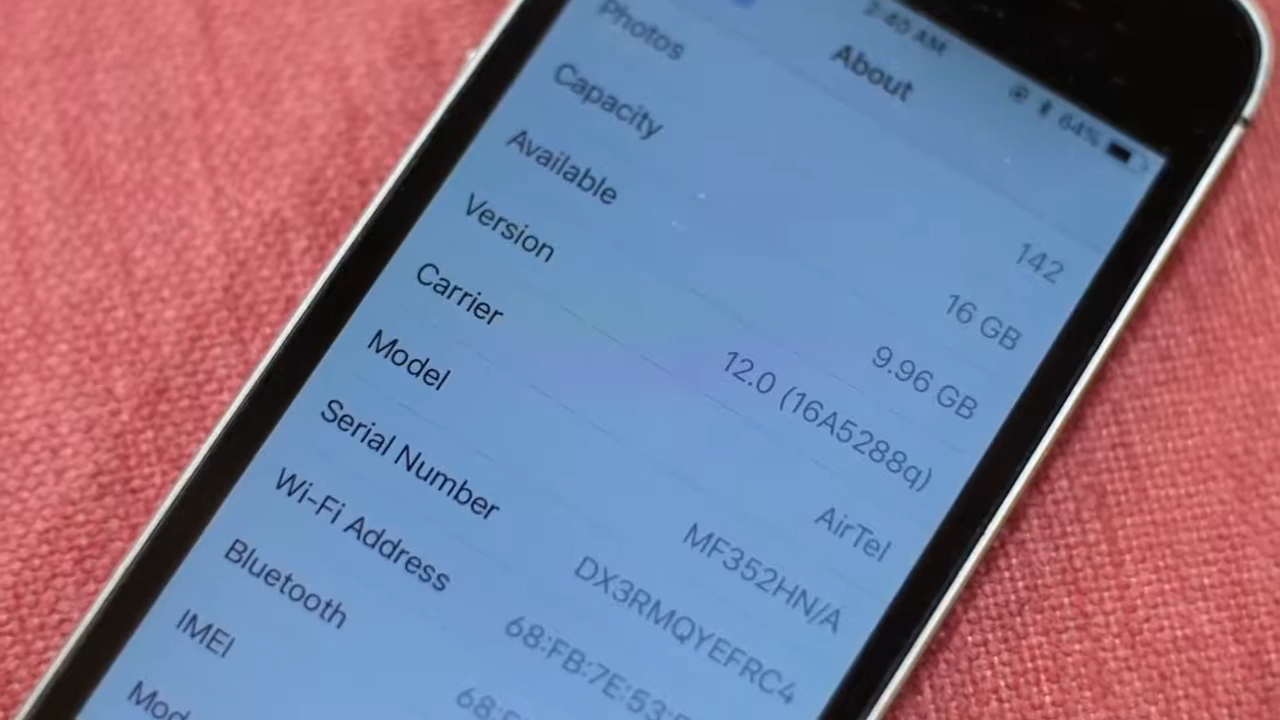 2:40 AM
64%
About
Photos 142
Capacity 16 GB
Available 9.96 GB
Version 12.0 (16A5288q)
Carrier AirTel
Model MF352HN/A
Serial Number DX3RMQYEFRC4
Wi-Fi Address 68:FB:7E:53:
Bluetooth 68:
IMEI
Mod